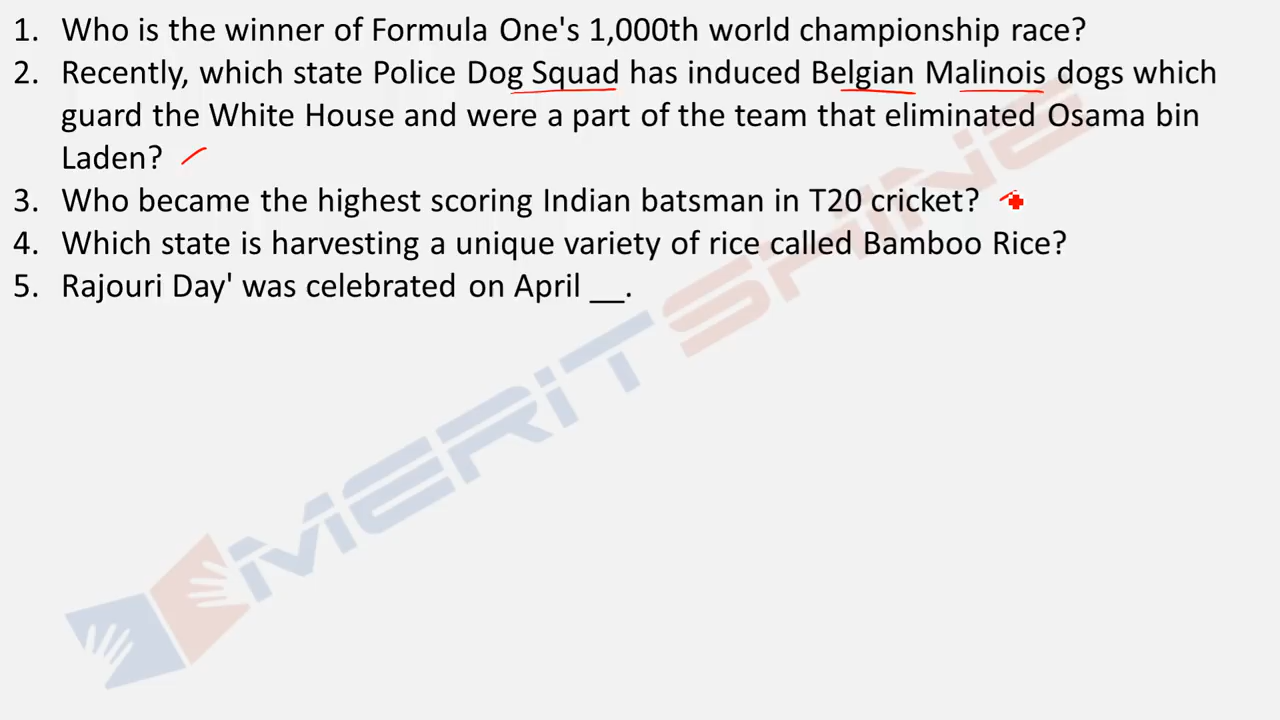 1. Who is the winner of Formula One's 1,000th world championship race?
2. Recently, which state Police Dog Squad has induced Belgian Malinois dogs which
guard the White House and were a part of the team that eliminated Osama bin
Laden?
3. Who became the highest scoring Indian batsman in T20 cricket?
4. Which state is harvesting a unique variety of rice called Bamboo Rice?
5. Rajouri Day' was celebrated on April __.
MERITSHINE